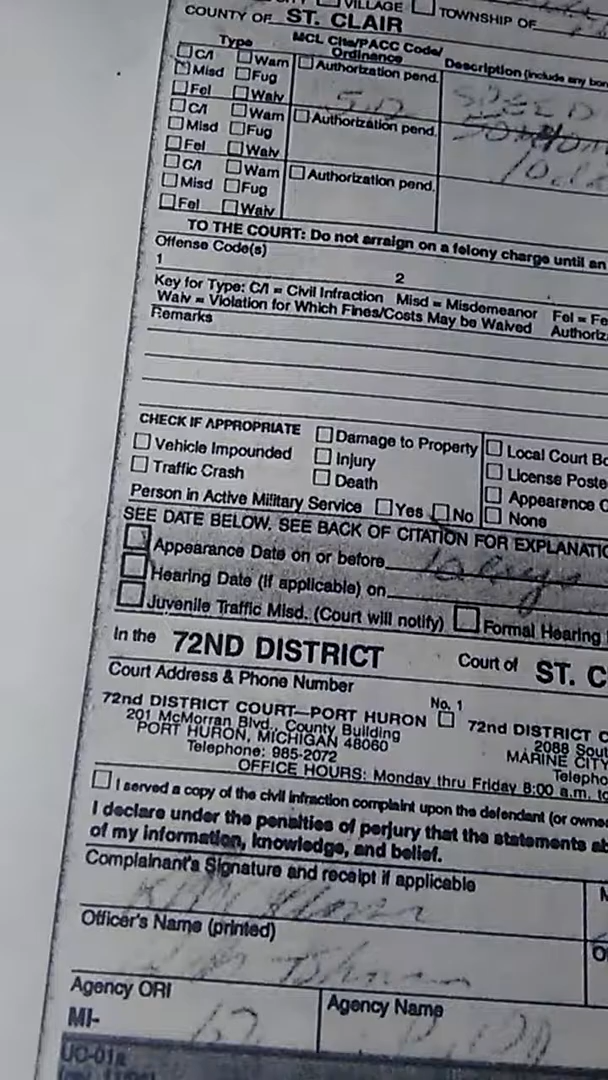 VILLAGE TOWNSHIP OF
COUNTY OF ST. CLAIR
Type MCL Cite/PACC Code/ Ordinance Description (include any bon
C/I Warn Authorization pend.
Misd Fug
Fel Waiv
SPEED
C/I Warn Authorization pend.
Misd Fug
Fel Waiv
C/I Warn Authorization pend.
Misd Fug
Fel Waiv
TO THE COURT: Do not arraign on a felony charge until an
Offense Code(s)
1 2
Key for Type: C/I = Civil Infraction Misd = Misdemeanor Fel = Fe
Waiv = Violation for Which Fines/Costs May be Waived Authoriz
Remarks
CHECK IF APPROPRIATE Damage to Property Local Court Bo
Vehicle Impounded Injury License Poste
Traffic Crash Death Appearance C
Person in Active Military Service Yes No None
SEE DATE BELOW. SEE BACK OF CITATION FOR EXPLANATIO
Appearance Date on or before 10 days
Hearing Date (if applicable) on
Juvenile Traffic Misd. (Court will notify) Formal Hearing
In the 72ND DISTRICT Court of ST. C
Court Address & Phone Number
72nd DISTRICT COURT—PORT HURON No. 1 72nd DISTRICT C
201 McMorran Blvd., County Building 2088 Sout
PORT HURON, MICHIGAN 48060 MARINE CITY
Telephone: 985-2072 Telepho
OFFICE HOURS: Monday thru Friday 8:00 a.m. to
I served a copy of the civil infraction complaint upon the defendant (or owne
I declare under the penalties of perjury that the statements ab
of my information, knowledge, and belief.
Complainant's Signature and receipt if applicable
Officer's Name (printed)
Agency ORI Agency Name
MI-
UC-01a